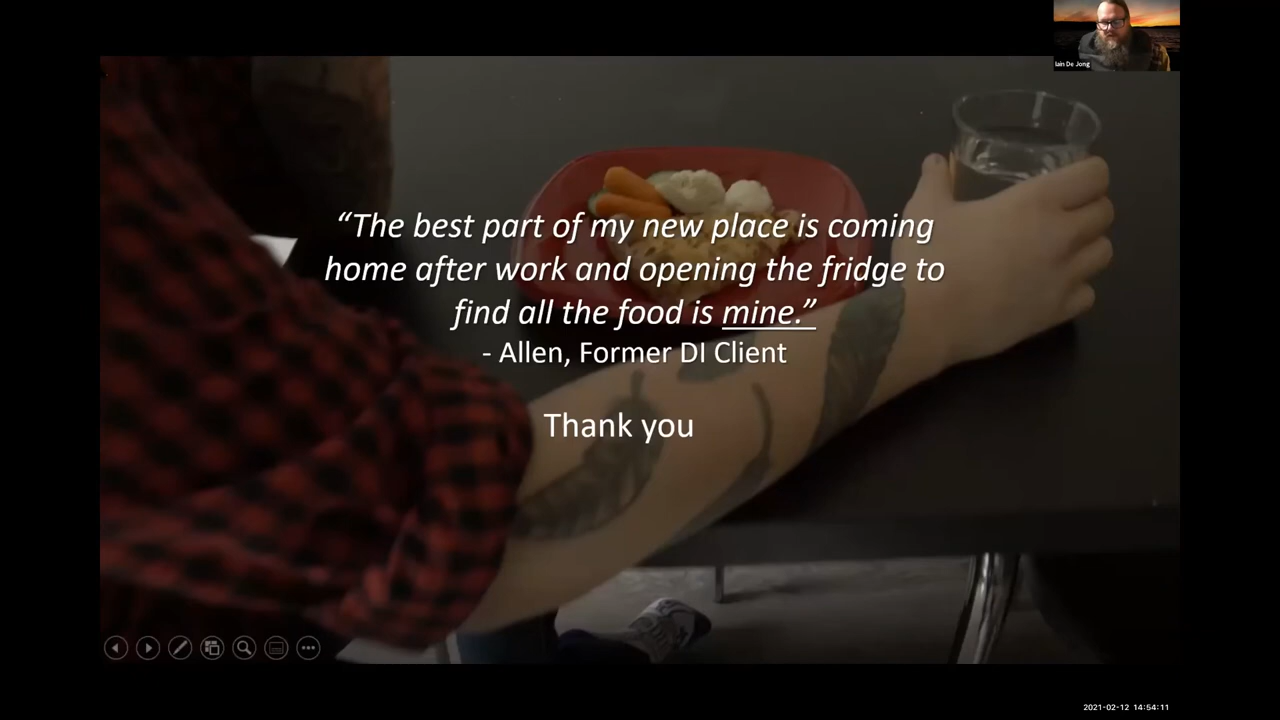 Iain De Jong
“The best part of my new place is coming
home after work and opening the fridge to
find all the food is mine.”
- Allen, Former DI Client
Thank you
2021-02-12 14:54:11